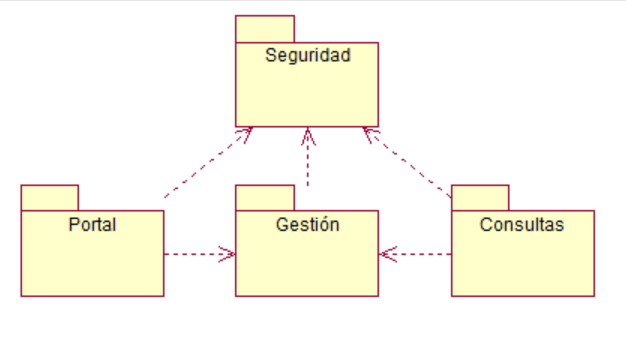 Seguridad
Portal
Gestión
Consultas